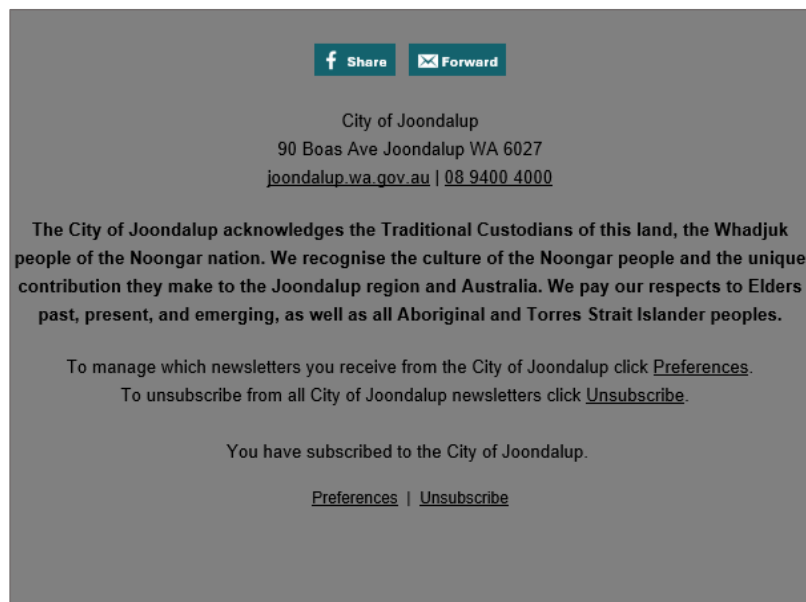 Share Forward
City of Joondalup
90 Boas Ave Joondalup WA 6027
joondalup.wa.gov.au | 08 9400 4000
The City of Joondalup acknowledges the Traditional Custodians of this land, the Whadjuk
people of the Noongar nation. We recognise the culture of the Noongar people and the unique
contribution they make to the Joondalup region and Australia. We pay our respects to Elders
past, present, and emerging, as well as all Aboriginal and Torres Strait Islander peoples.
To manage which newsletters you receive from the City of Joondalup click Preferences.
To unsubscribe from all City of Joondalup newsletters click Unsubscribe.
You have subscribed to the City of Joondalup.
Preferences | Unsubscribe